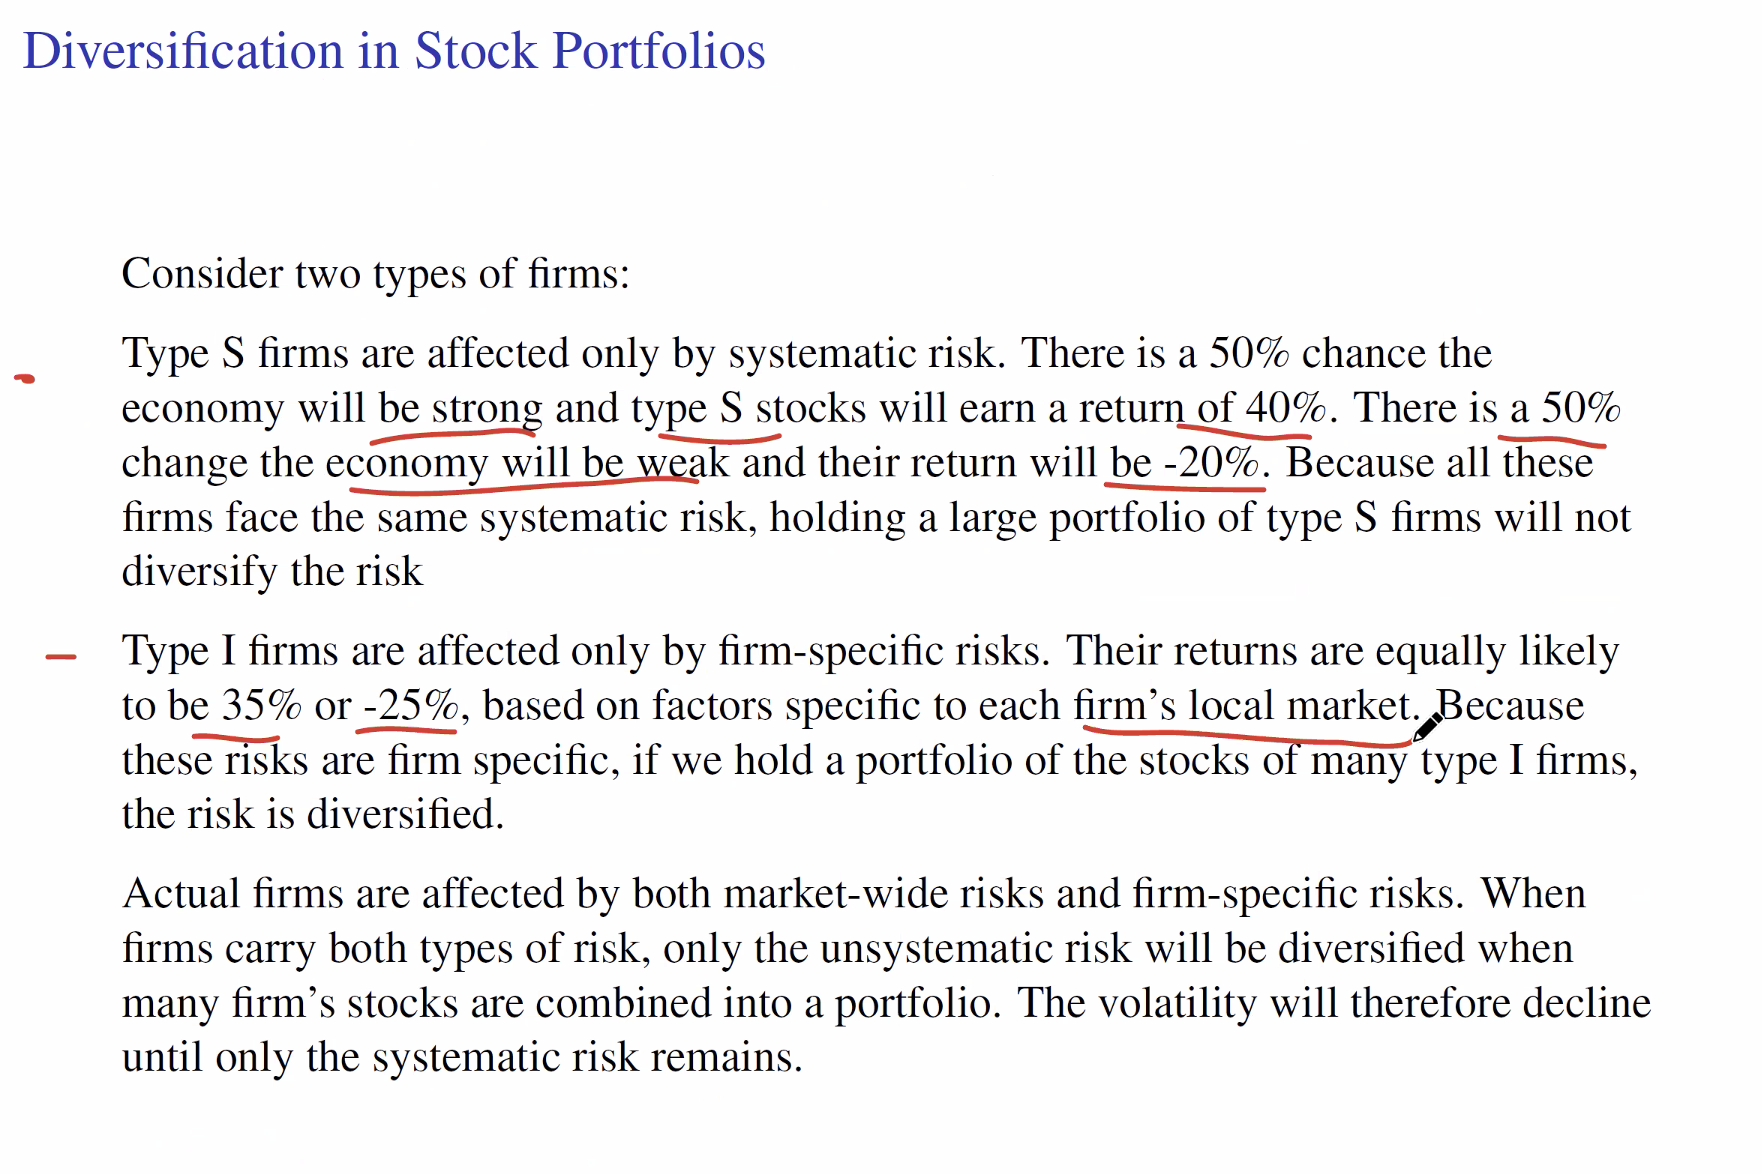 Diversification in Stock Portfolios
Consider two types of firms:
Type S firms are affected only by systematic risk. There is a 50% chance the
economy will be strong and type S stocks will earn a return of 40%. There is a 50%
change the economy will be weak and their return will be -20%. Because all these
firms face the same systematic risk, holding a large portfolio of type S firms will not
diversify the risk
Type I firms are affected only by firm-specific risks. Their returns are equally likely
to be 35% or -25%, based on factors specific to each firm's local market. Because
these risks are firm specific, if we hold a portfolio of the stocks of many type I firms,
the risk is diversified.
Actual firms are affected by both market-wide risks and firm-specific risks. When
firms carry both types of risk, only the unsystematic risk will be diversified when
many firm's stocks are combined into a portfolio. The volatility will therefore decline
until only the systematic risk remains.